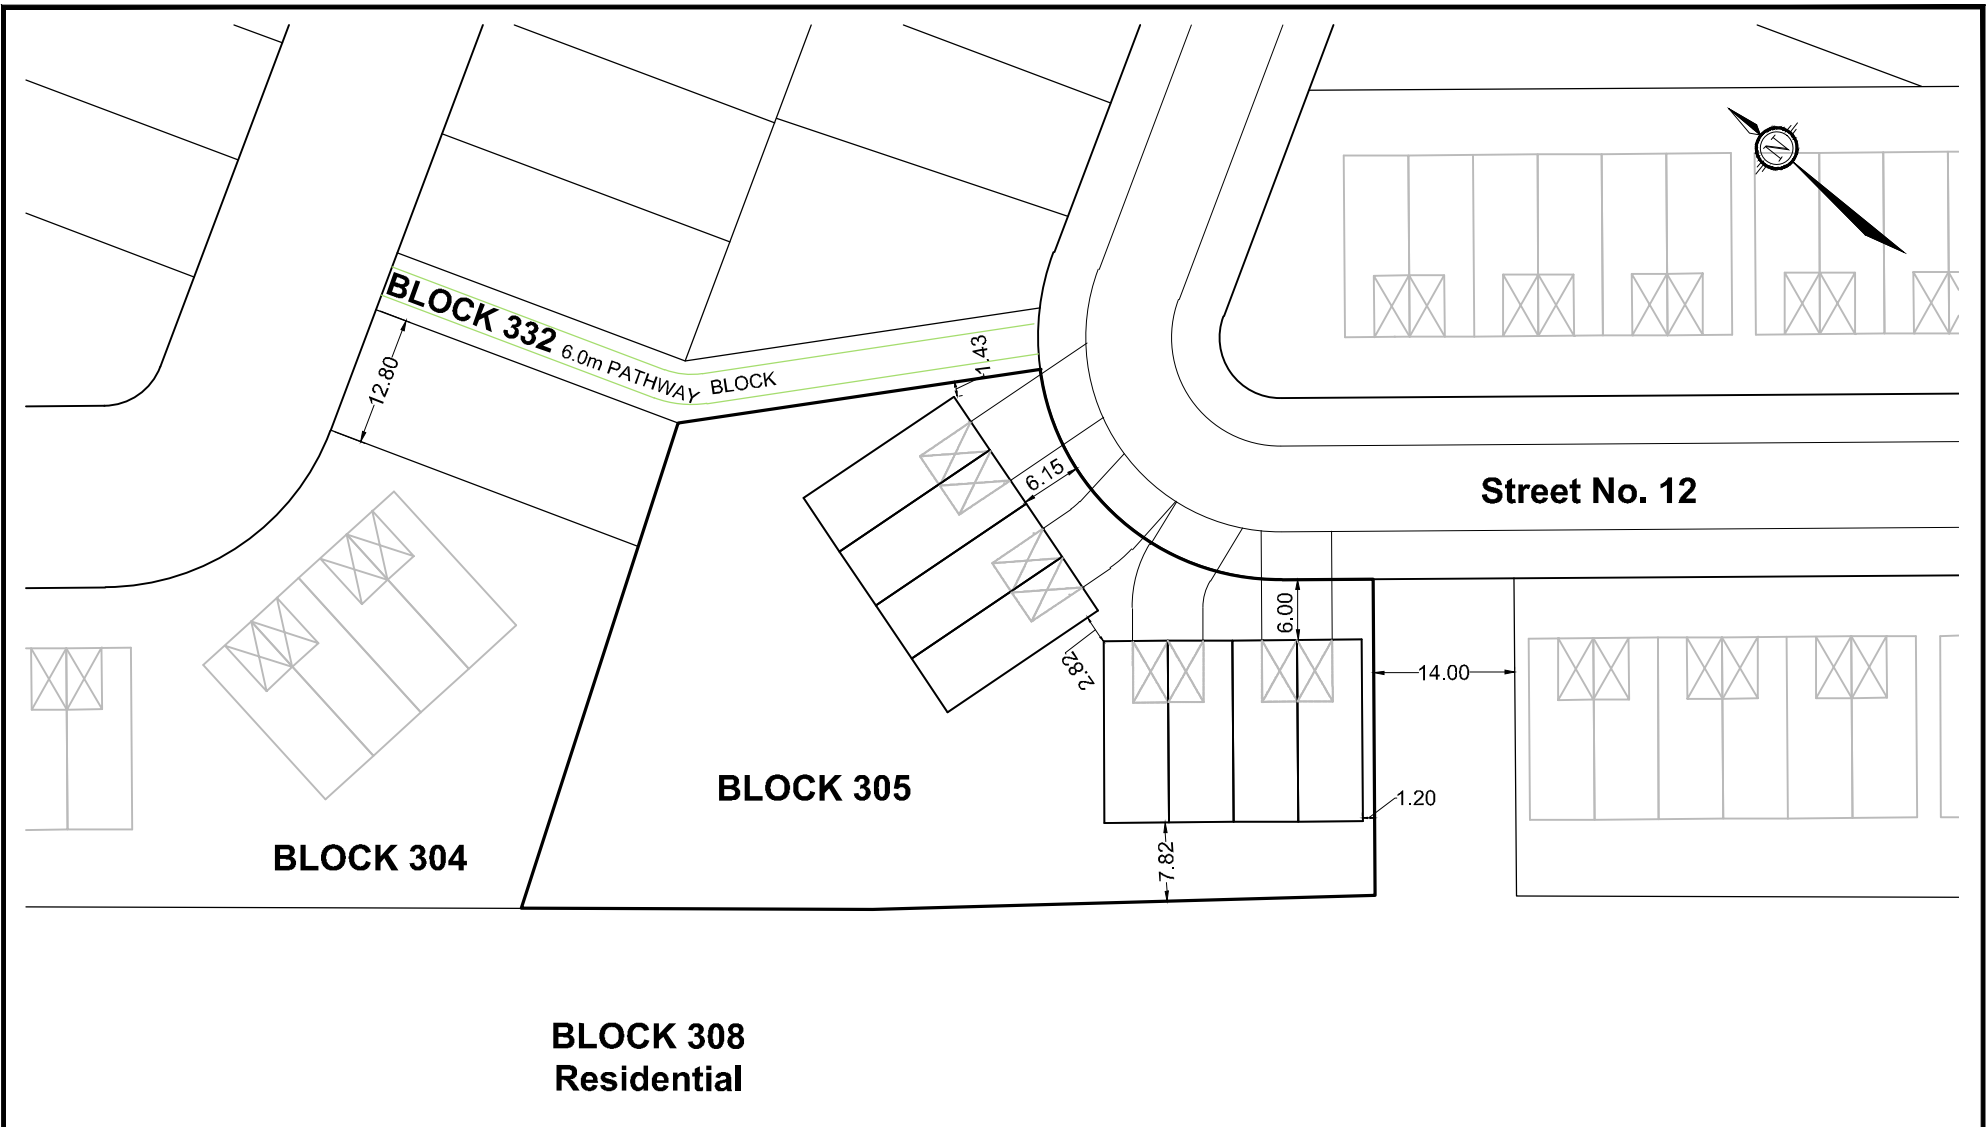 N
BLOCK 332
6.0m PATHWAY BLOCK
1.43
12.80
6.15
Street No. 12
6.00
2.82
14.00
BLOCK 305
1.20
7.82
BLOCK 304
BLOCK 308
Residential